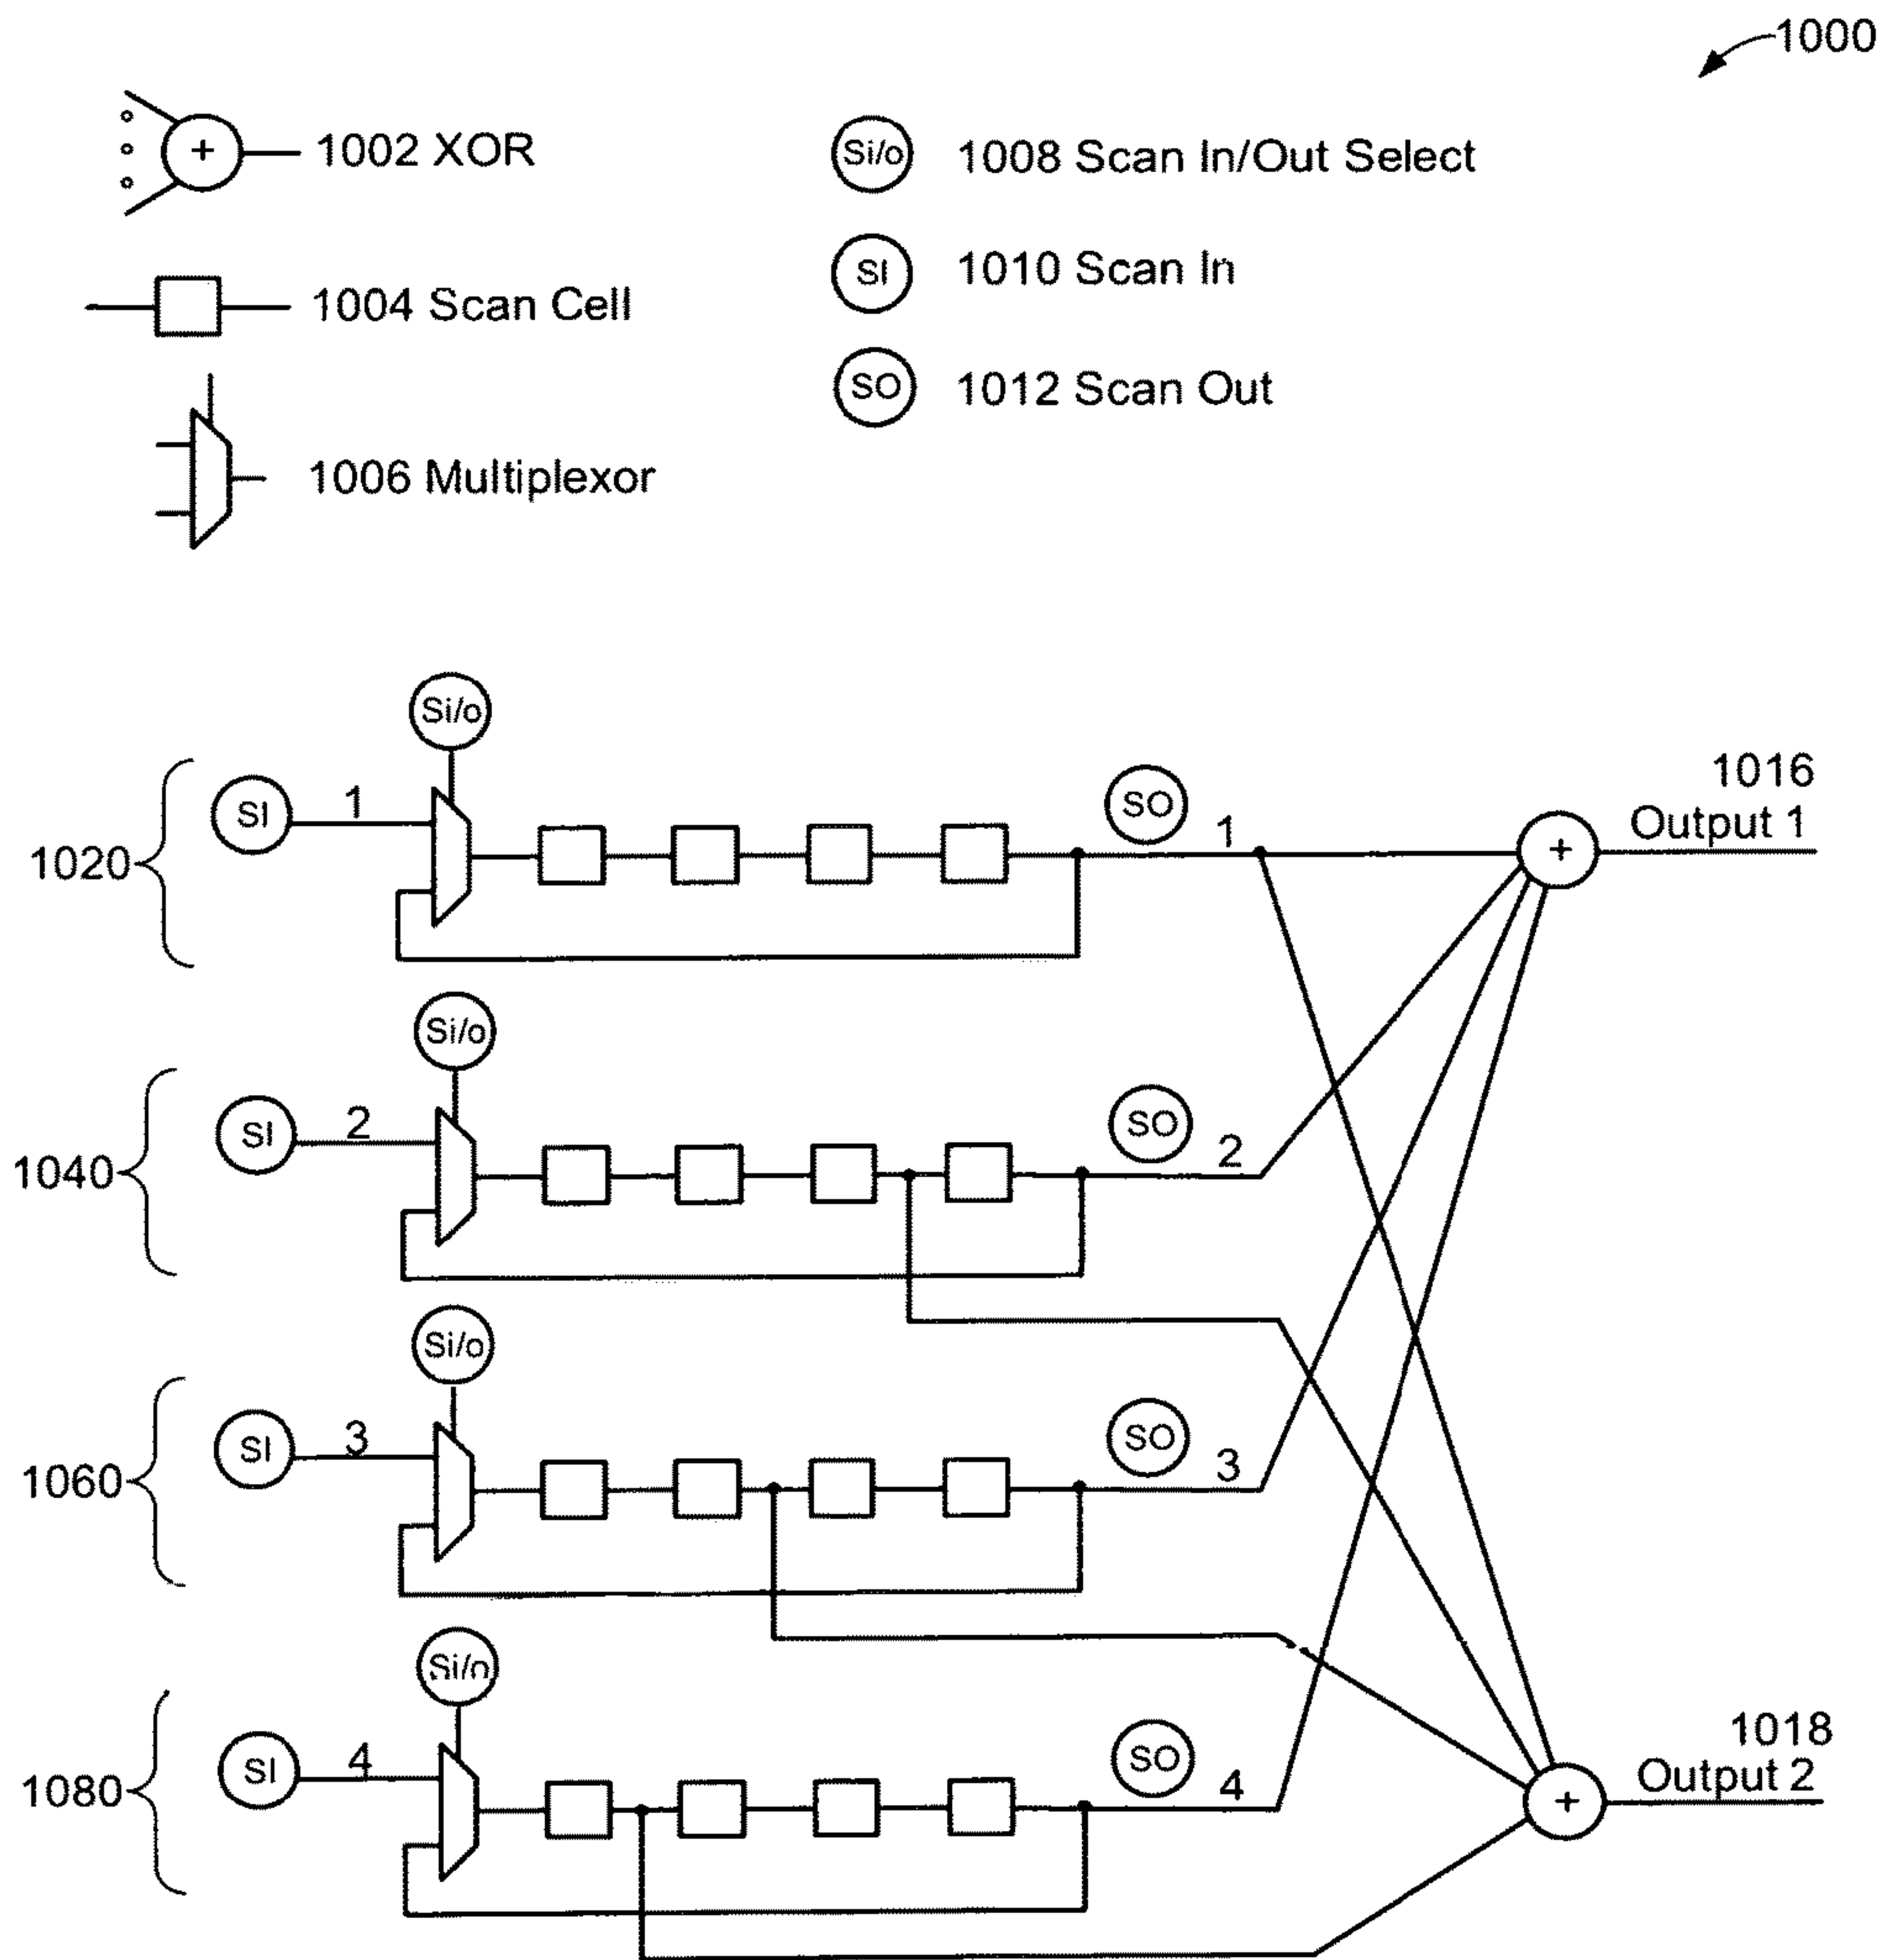 1000
+
1002 XOR
Si/o
1008 Scan In/Out Select
SI
1010 Scan In
1004 Scan Cell
SO
1012 Scan Out
1006 Multiplexor
Si/o
1020
SI
1
SO
1
+
1016
Output 1
Si/o
1040
SI
2
SO
2
Si/o
1060
SI
3
SO
3
Si/o
1080
SI
4
SO
4
+
1018
Output 2